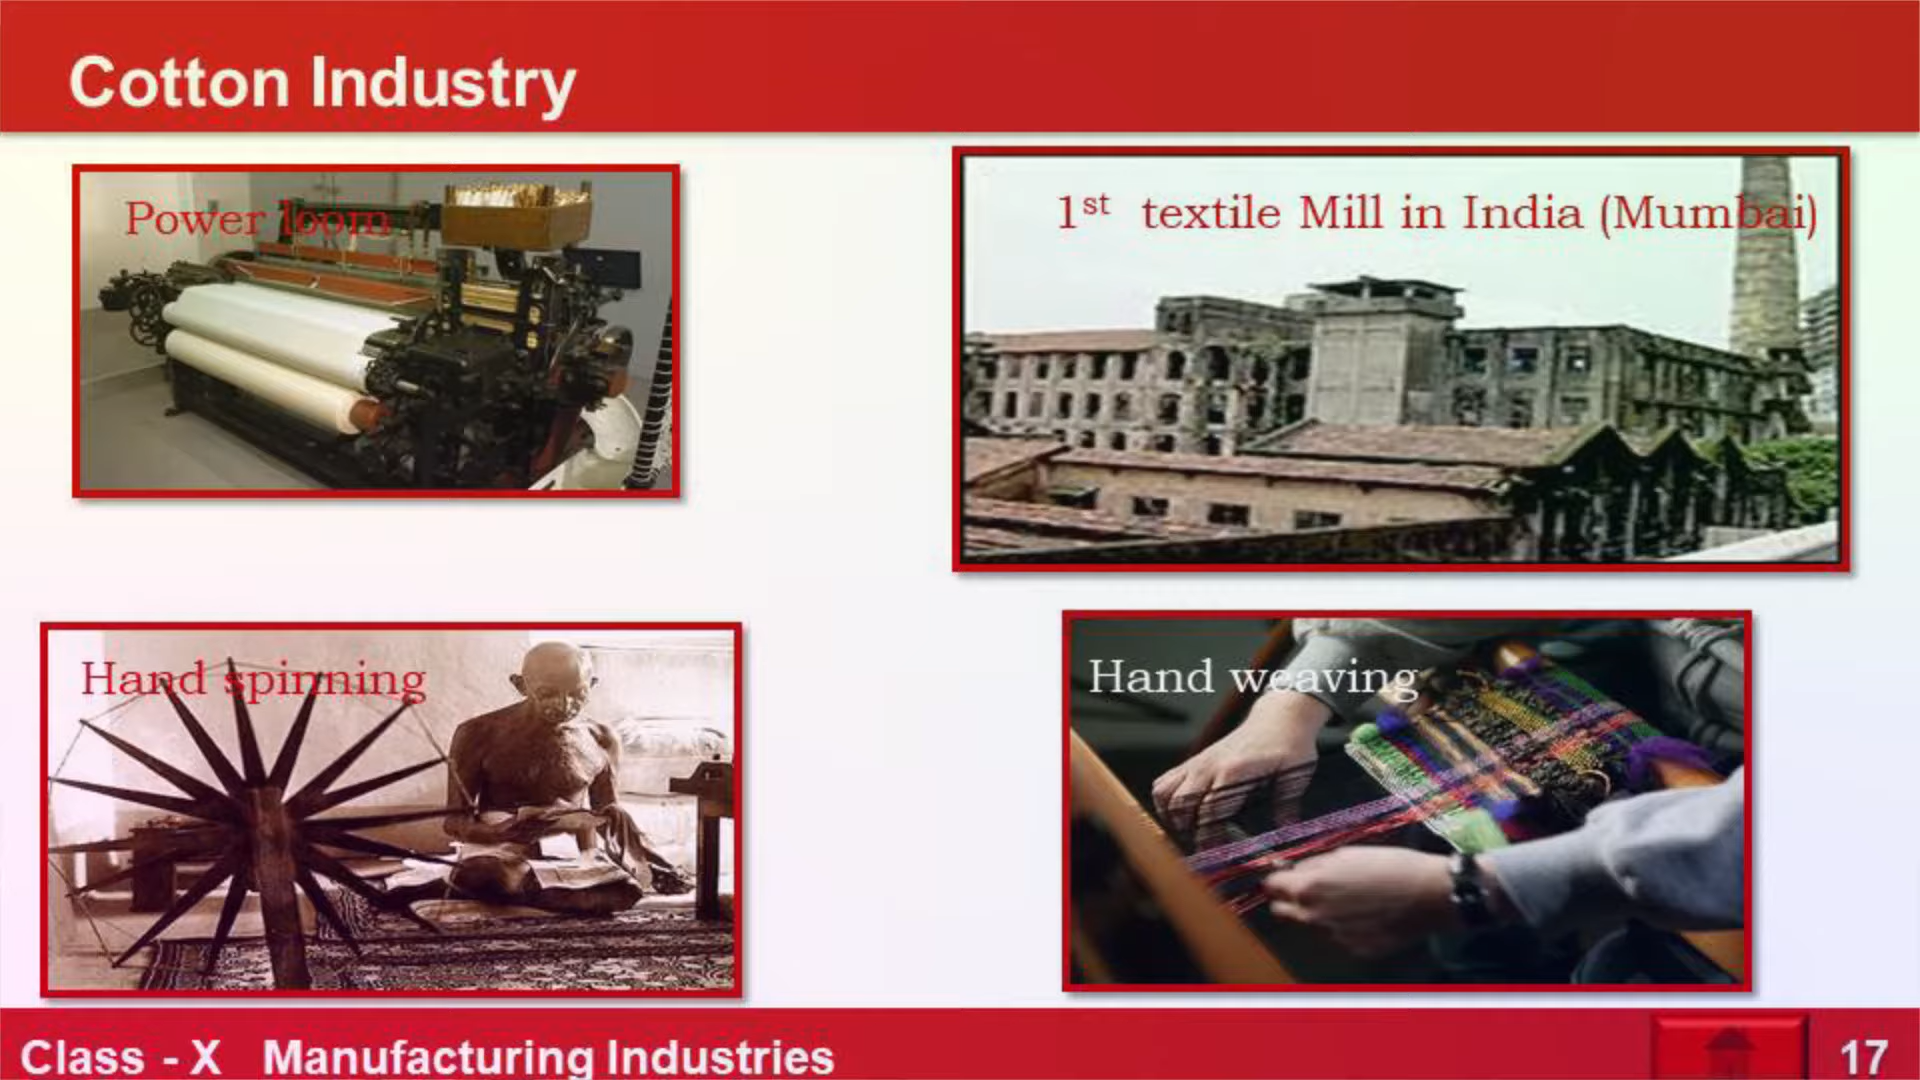 Cotton Industry
Power loom
1st textile Mill in India (Mumbai)
Hand spinning
Hand weaving
Class - X Manufacturing Industries
17